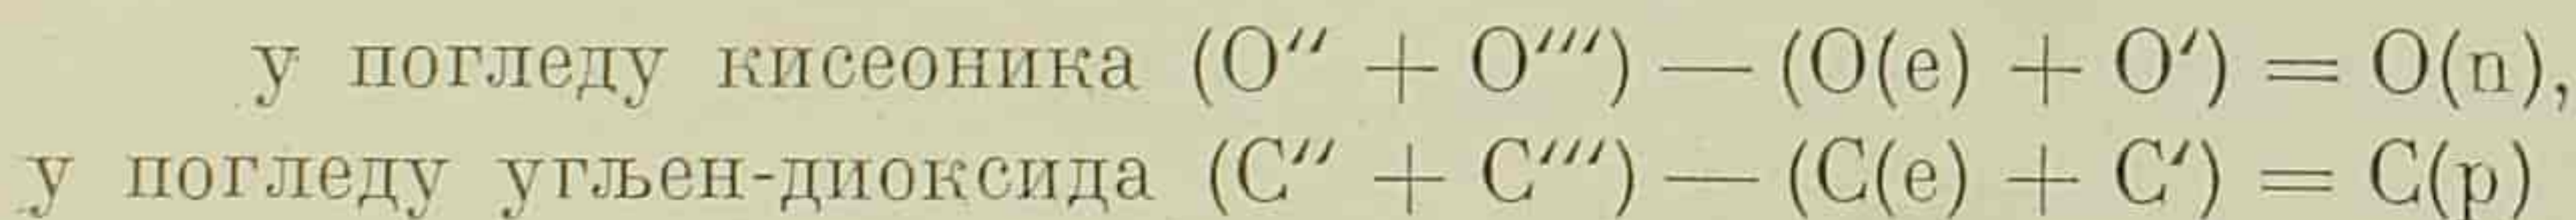 у погледу кисеоника (O″ + O‴) — (O(e) + O′) = O(n),
у погледу угљен-диоксида (C″ + C‴) — (C(e) + C′) = C(p)